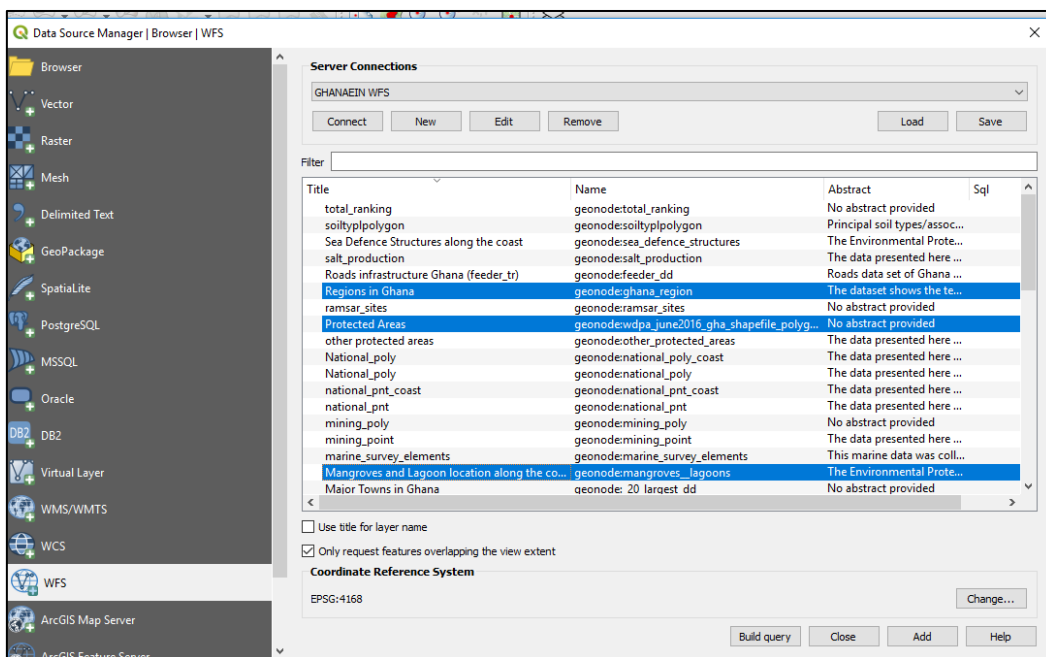 Data Source Manager | Browser | WFS
Browser
Vector
Raster
Mesh
Delimited Text
GeoPackage
SpatiaLite
PostgreSQL
MSSQL
Oracle
DB2 DB2
Virtual Layer
WMS/WMTS
WCS
WFS
ArcGIS Map Server
ArcGIS Feature Server
Server Connections
GHANAEIN WFS
Connect New Edit Remove Load Save
Filter
Title Name Abstract Sql
total_ranking geonode:total_ranking No abstract provided
soiltyplpolygon geonode:soiltyplpolygon Principal soil types/assoc...
Sea Defence Structures along the coast geonode:sea_defence_structures The Environmental Prote...
salt_production geonode:salt_production The data presented here ...
Roads infrastructure Ghana (feeder_tr) geonode:feeder_dd Roads data set of Ghana ...
Regions in Ghana geonode:ghana_region The dataset shows the te...
ramsar_sites geonode:ramsar_sites No abstract provided
Protected Areas geonode:wdpa_june2016_gha_shapefile_polyg... No abstract provided
other protected areas geonode:other_protected_areas The data presented here ...
National_poly geonode:national_poly_coast The data presented here ...
National_poly geonode:national_poly The data presented here ...
national_pnt_coast geonode:national_pnt_coast The data presented here ...
national_pnt geonode:national_pnt The data presented here ...
mining_poly geonode:mining_poly No abstract provided
mining_point geonode:mining_point The data presented here ...
marine_survey_elements geonode:marine_survey_elements This marine data was coll...
Mangroves and Lagoon location along the co... geonode:mangroves__lagoons The Environmental Prote...
Major Towns in Ghana geonode:_20_largest_dd No abstract provided
Use title for layer name
Only request features overlapping the view extent
Coordinate Reference System
EPSG:4168 Change...
Build query Close Add Help